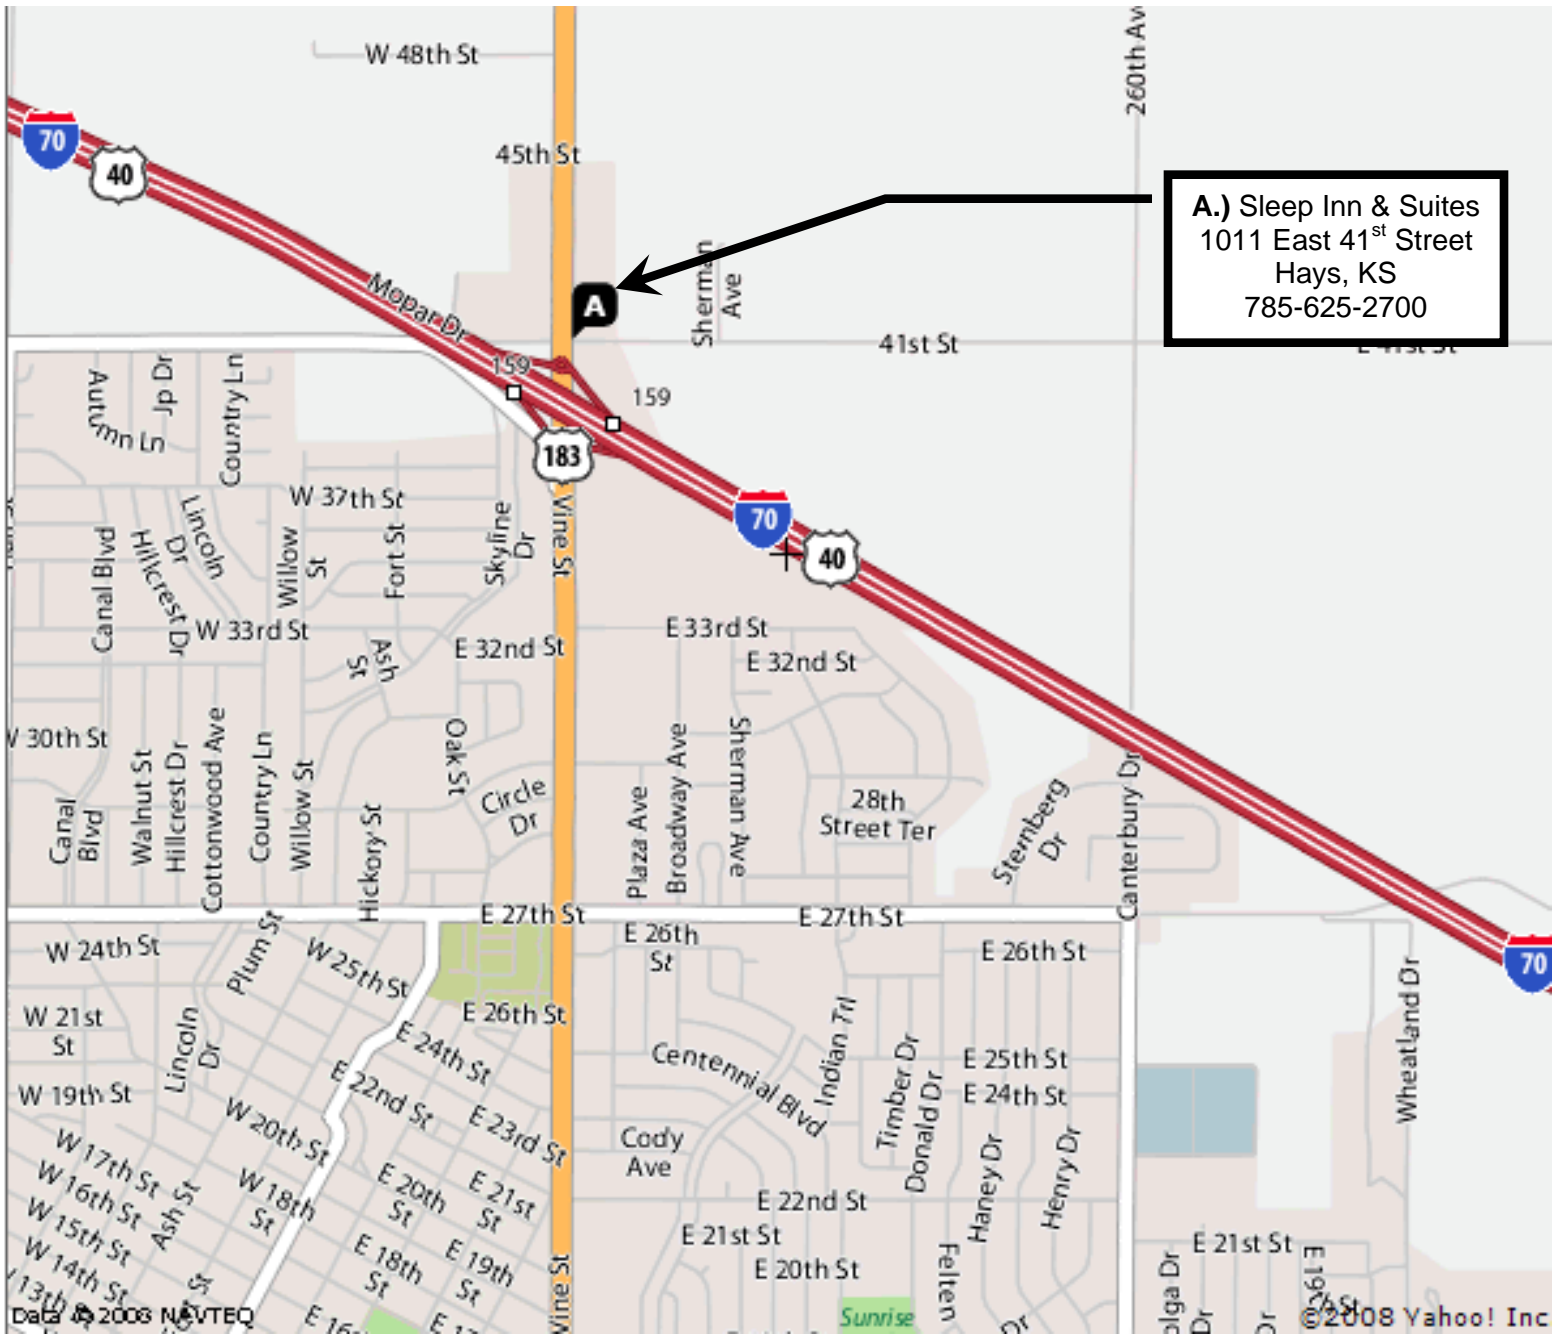 W 48th St
260th Av
70
40
45th St
A.) Sleep Inn & Suites
1011 East 41st Street
Hays, KS
785-625-2700
Sherman
Ave
A
Mopar Dr
41st St
E 41st St
159
159
Autumn Ln
Jp Dr
Country Ln
183
W 37th St
Lincoln
Dr
Hillcrest Dr
Canal Blvd
Willow
St
Fort St
Skyline
Dr
Vine St
70
40
W 33rd St
Ash
St
E 32nd St
E 33rd St
E 32nd St
30th St
Walnut St
Hillcrest Dr
Cottonwood Ave
Country Ln
Willow St
Canal
Blvd
Hickory St
Oak St
Circle
Dr
Plaza Ave
Broadway Ave
Sherman Ave
28th
Street Ter
Sternberg
Dr
Canterbury Dr
E 27th St
E 27th St
W 24th St
Plum St
W 25th St
E 26th
St
E 26th St
70
W 21st
St
Lincoln
Dr
E 26th St
E 24th St
Centennial Blvd
Indian Trl
Timber Dr
Donald Dr
E 25th St
E 24th St
Wheatland Dr
W 19th St
E 22nd St
W 20th St
E 23rd St
Cody
Ave
Haney Dr
Henry Dr
W 17th St
W 16th St
W 15th St
W 14th St
13th St
Ash St
W 18th
St
E 20th
St
E 21st
St
E 22nd St
E 21st St
E 20th St
E 18th
St
E 19th
St
Vine St
Felten
Dr
E 21st St
Dr
Dr
Sunrise
Data © 2008 NAVTEQ
©2008 Yahoo! Inc